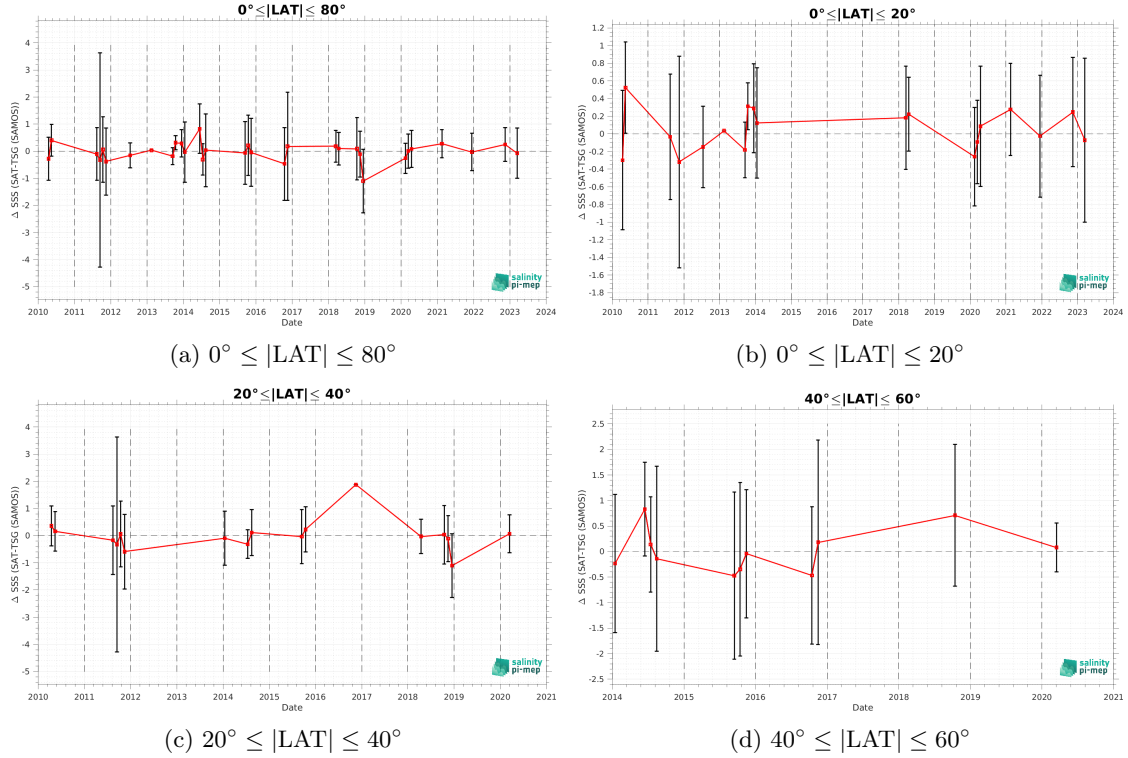 0°≤|LAT|≤ 80°
Δ SSS (SAT-TSG (SAMOS))
4
3
2
1
0
-1
-2
-3
-4
-5
2010 2011 2012 2013 2014 2015 2016 2017 2018 2019 2020 2021 2022 2023 2024
Date
salinity
pi-mep
(a) 0° ≤ |LAT| ≤ 80°
0°≤|LAT|≤ 20°
Δ SSS (SAT-TSG (SAMOS))
1.2
1
0.8
0.6
0.4
0.2
0
-0.2
-0.4
-0.6
-0.8
-1
-1.2
-1.4
-1.6
-1.8
2010 2011 2012 2013 2014 2015 2016 2017 2018 2019 2020 2021 2022 2023 2024
Date
salinity
pi-mep
(b) 0° ≤ |LAT| ≤ 20°
20°≤|LAT|≤ 40°
Δ SSS (SAT-TSG (SAMOS))
4
3
2
1
0
-1
-2
-3
-4
-5
2010 2011 2012 2013 2014 2015 2016 2017 2018 2019 2020 2021
Date
salinity
pi-mep
(c) 20° ≤ |LAT| ≤ 40°
40°≤|LAT|≤ 60°
Δ SSS (SAT-TSG (SAMOS))
2.5
2
1.5
1
0.5
0
-0.5
-1
-1.5
-2
-2.5
2014 2015 2016 2017 2018 2019 2020 2021
Date
salinity
pi-mep
(d) 40° ≤ |LAT| ≤ 60°